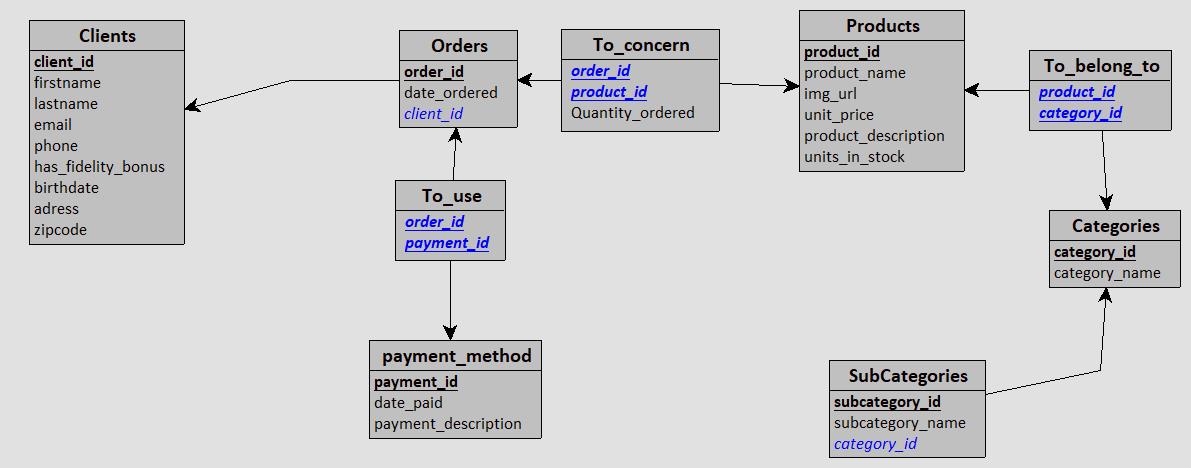 Clients
client_id
firstname
lastname
email
phone
has_fidelity_bonus
birthdate
adress
zipcode
Orders
order_id
date_ordered
client_id
To_concern
order_id
product_id
Quantity_ordered
Products
product_id
product_name
img_url
unit_price
product_description
units_in_stock
To_belong_to
product_id
category_id
To_use
order_id
payment_id
Categories
category_id
category_name
payment_method
payment_id
date_paid
payment_description
SubCategories
subcategory_id
subcategory_name
category_id